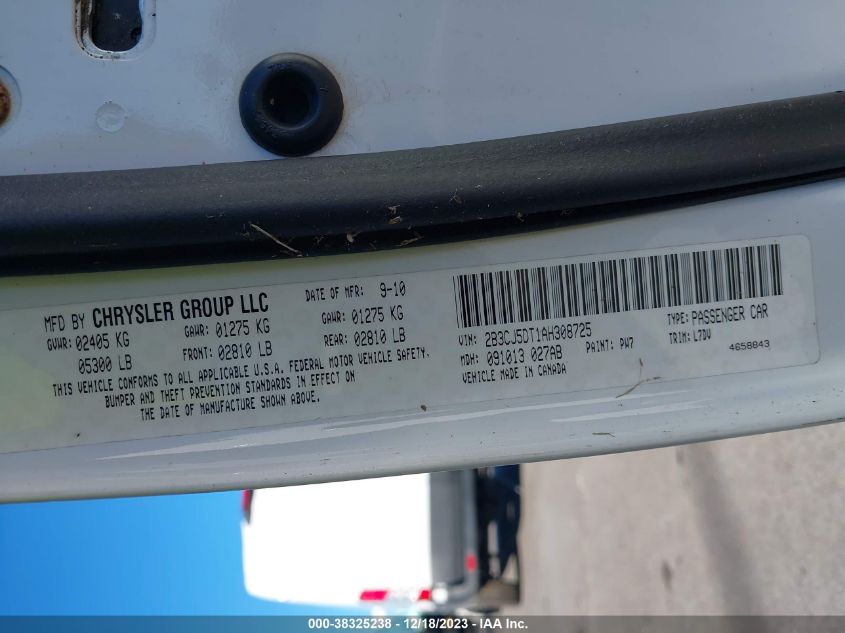 MFD BY CHRYSLER GROUP LLC
DATE OF MFR: 9-10
GVWR: 02405 KG
GAWR: 01275 KG
GAWR: 01275 KG
05300 LB
FRONT: 02810 LB
REAR: 02810 LB
THIS VEHICLE CONFORMS TO ALL APPLICABLE U.S.A. FEDERAL MOTOR VEHICLE SAFETY,
BUMPER AND THEFT PREVENTION STANDARDS IN EFFECT ON
THE DATE OF MANUFACTURE SHOWN ABOVE.
VIN: 2B3CJ5DT1AH308725
TYPE: PASSENGER CAR
MDH: 091013 027AB
PAINT: PW7
TRIM: L7DV
VEHICLE MADE IN CANADA
4658843
000-38325238 - 12/18/2023 - IAA Inc.